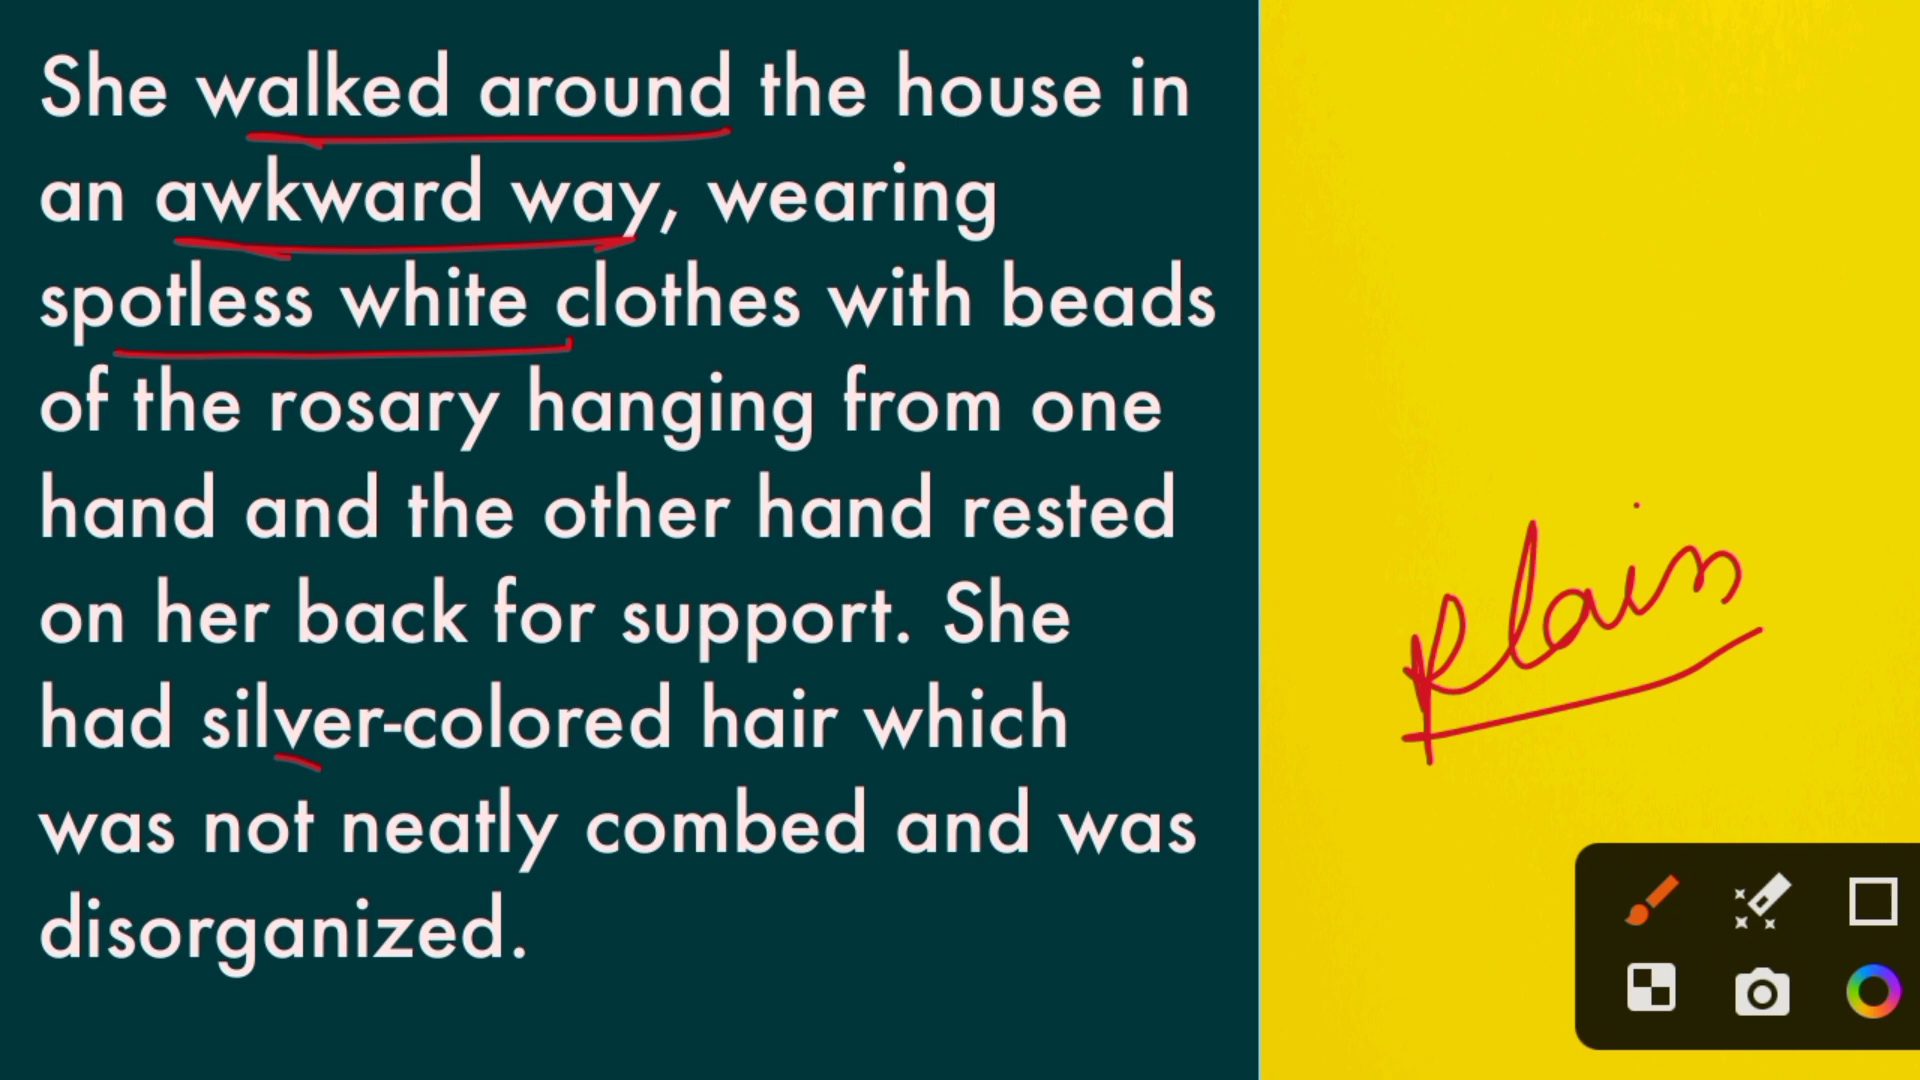 She walked around the house in
an awkward way, wearing
spotless white clothes with beads
of the rosary hanging from one
hand and the other hand rested
on her back for support. She
had silver-colored hair which
was not neatly combed and was
disorganized.
Plain